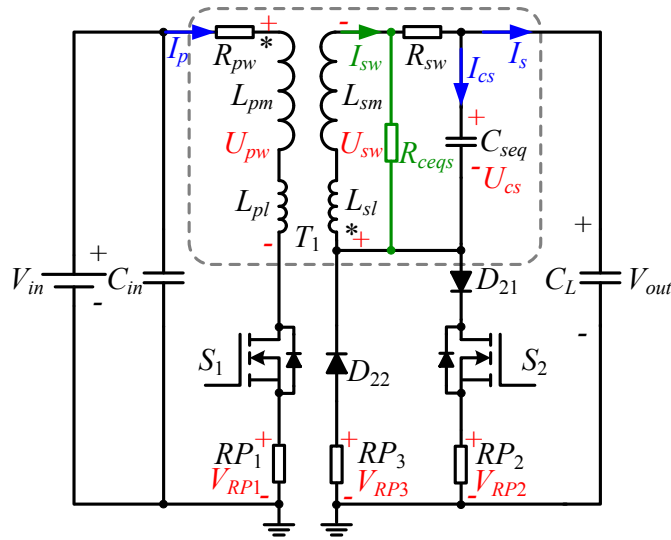 + - 
I_p R_pw * I_sw R_sw I_s
I_cs
L_pm L_sm
+
U_pw U_sw R_ceqs C_seq
- U_cs
L_pl L_sl
- T_1 * +
+ +
V_in C_in D_21 C_L V_out
- -
S_1 D_22 S_2
+ RP_1 + RP_3 + RP_2
V_RP1 V_RP3 V_RP2
- - -